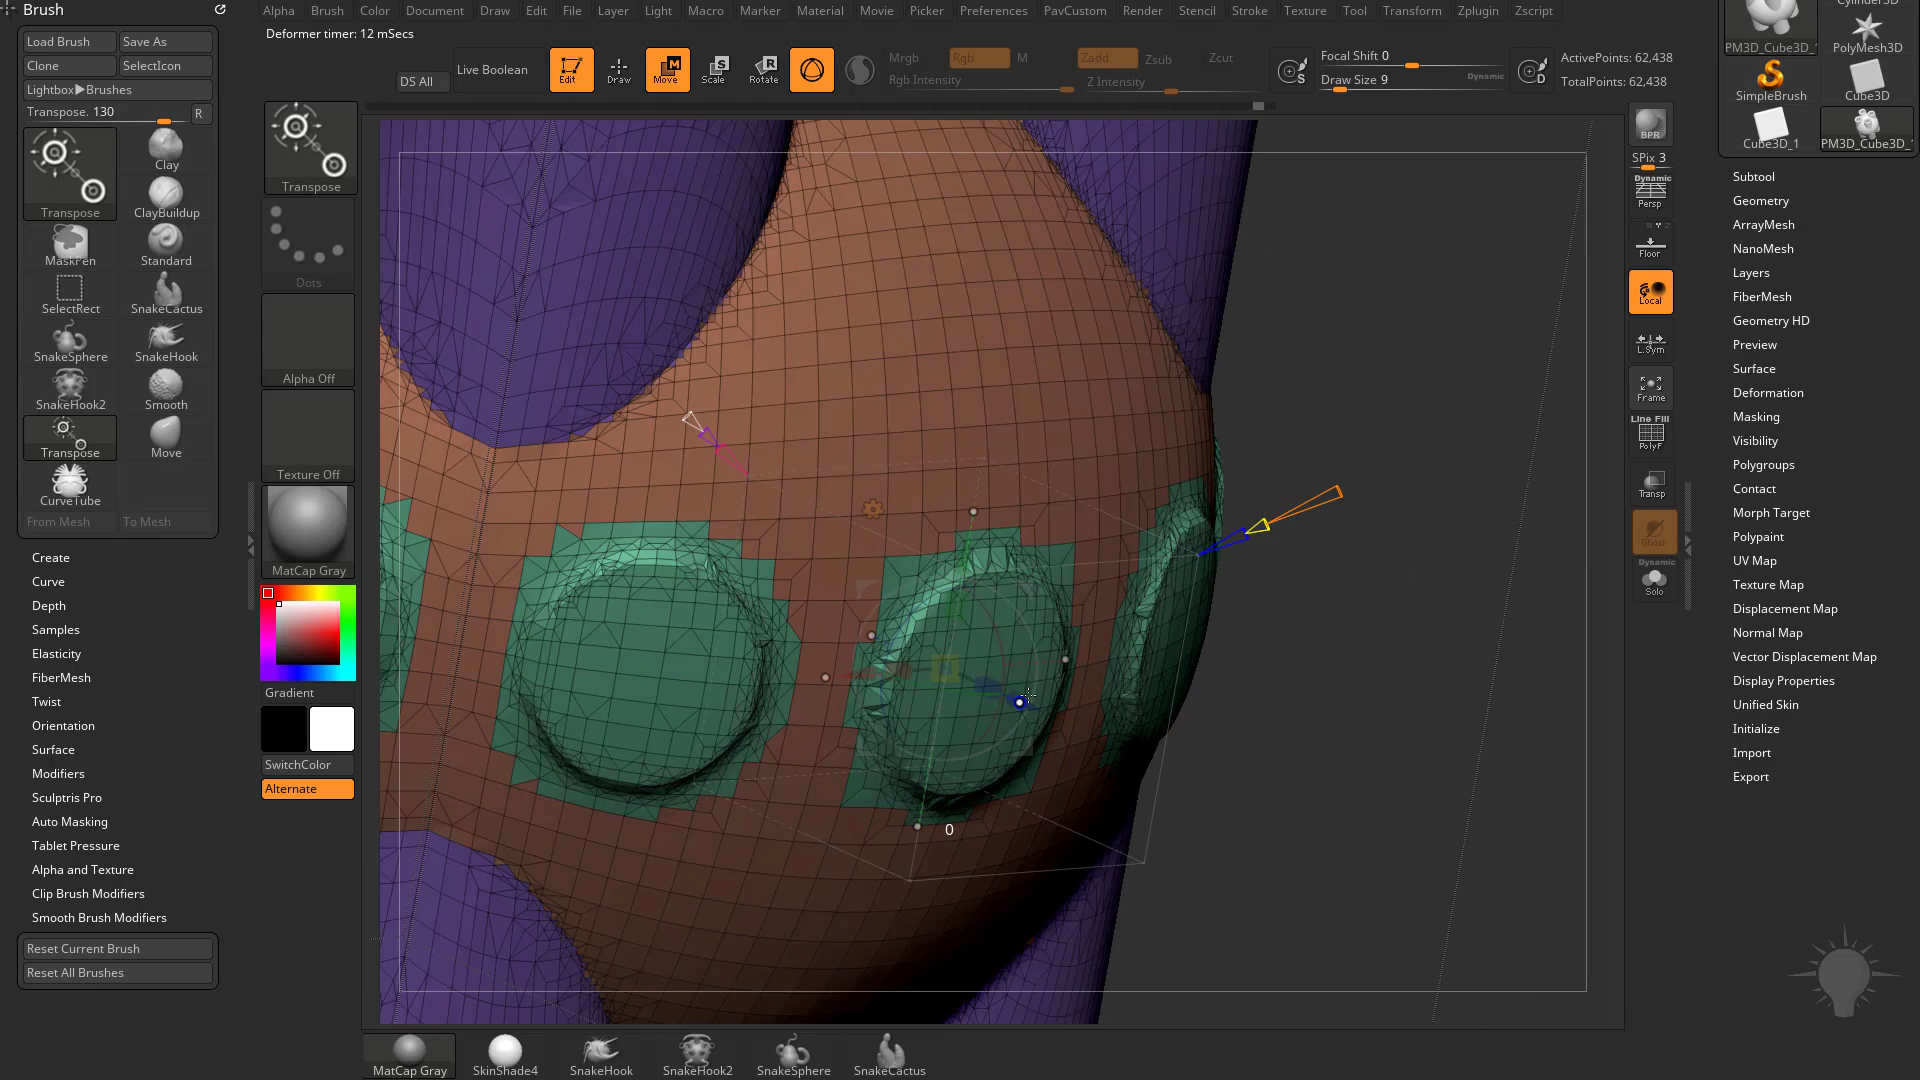 Brush
Alpha Brush Color Document Draw Edit File Layer Light Macro Marker Material Movie Picker Preferences PavCustom Render Stencil Stroke Texture Tool Transform Zplugin Zscript
Deformer timer: 12 mSecs
Load Brush Save As
Clone SelectIcon
Lightbox▶Brushes
Transpose. 130 R
Transpose
Clay
ClayBuildup
MaskPen
Standard
SelectRect
SnakeCactus
SnakeSphere
SnakeHook
SnakeHook2
Smooth
Transpose
Move
CurveTube
From Mesh To Mesh
Create
Curve
Depth
Samples
Elasticity
FiberMesh
Twist
Orientation
Surface
Modifiers
Sculptris Pro
Auto Masking
Tablet Pressure
Alpha and Texture
Clip Brush Modifiers
Smooth Brush Modifiers
Reset Current Brush
Reset All Brushes
DS All
Live Boolean
Edit
Draw
Move
Scale
Rotate
Mrgb Rgb M
Rgb Intensity
Zadd Zsub Zcut
Z Intensity
Focal Shift 0
Draw Size 9
Dynamic
ActivePoints: 62,438
TotalPoints: 62,438
Transpose
Dots
Alpha Off
Texture Off
MatCap Gray
Gradient
SwitchColor
Alternate
0
BPR
SPix 3
Dynamic
Persp
Floor
Local
L.Sym
Frame
Line Fill
PolyF
Transp
Ghost
Dynamic
Solo
Cylinder3D
PM3D_Cube3D_1
PolyMesh3D
SimpleBrush
Cube3D
Cube3D_1
PM3D_Cube3D_
Subtool
Geometry
ArrayMesh
NanoMesh
Layers
FiberMesh
Geometry HD
Preview
Surface
Deformation
Masking
Visibility
Polygroups
Contact
Morph Target
Polypaint
UV Map
Texture Map
Displacement Map
Normal Map
Vector Displacement Map
Display Properties
Unified Skin
Initialize
Import
Export
MatCap Gray
SkinShade4
SnakeHook
SnakeHook2
SnakeSphere
SnakeCactus